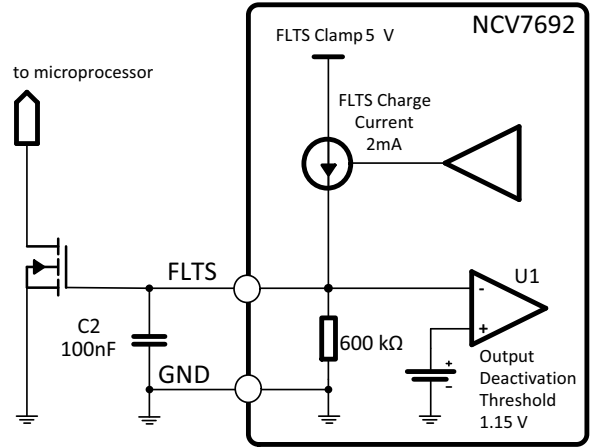 NCV7692
FLTS Clamp 5 V
to microprocessor
FLTS Charge
Current
2mA
FLTS
U1
-
+
C2
100nF
600 kΩ
GND
+
-
Output
Deactivation
Threshold
1.15 V